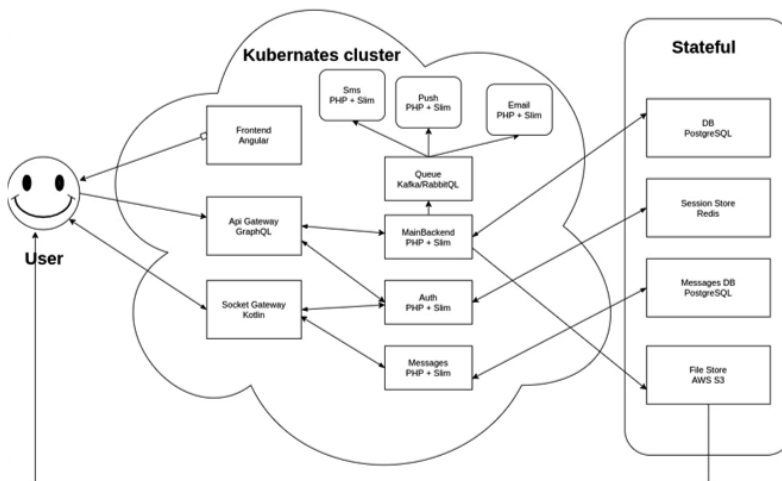 Kubernates cluster
Stateful
Sms
PHP + Slim
Push
PHP + Slim
Email
PHP + Slim
Frontend
Angular
DB
PostgreSQL
Queue
Kafka/RabbitQL
Api Gateway
GraphQL
MainBackend
PHP + Slim
Session Store
Redis
User
Socket Gateway
Kotlin
Auth
PHP + Slim
Messages DB
PostgreSQL
Messages
PHP + Slim
File Store
AWS S3